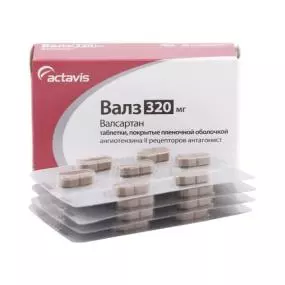 actavis
Валз 320 мг
Валсартан
таблетки, покрытые пленочной оболочкой
ангиотензина II рецепторов антагонист